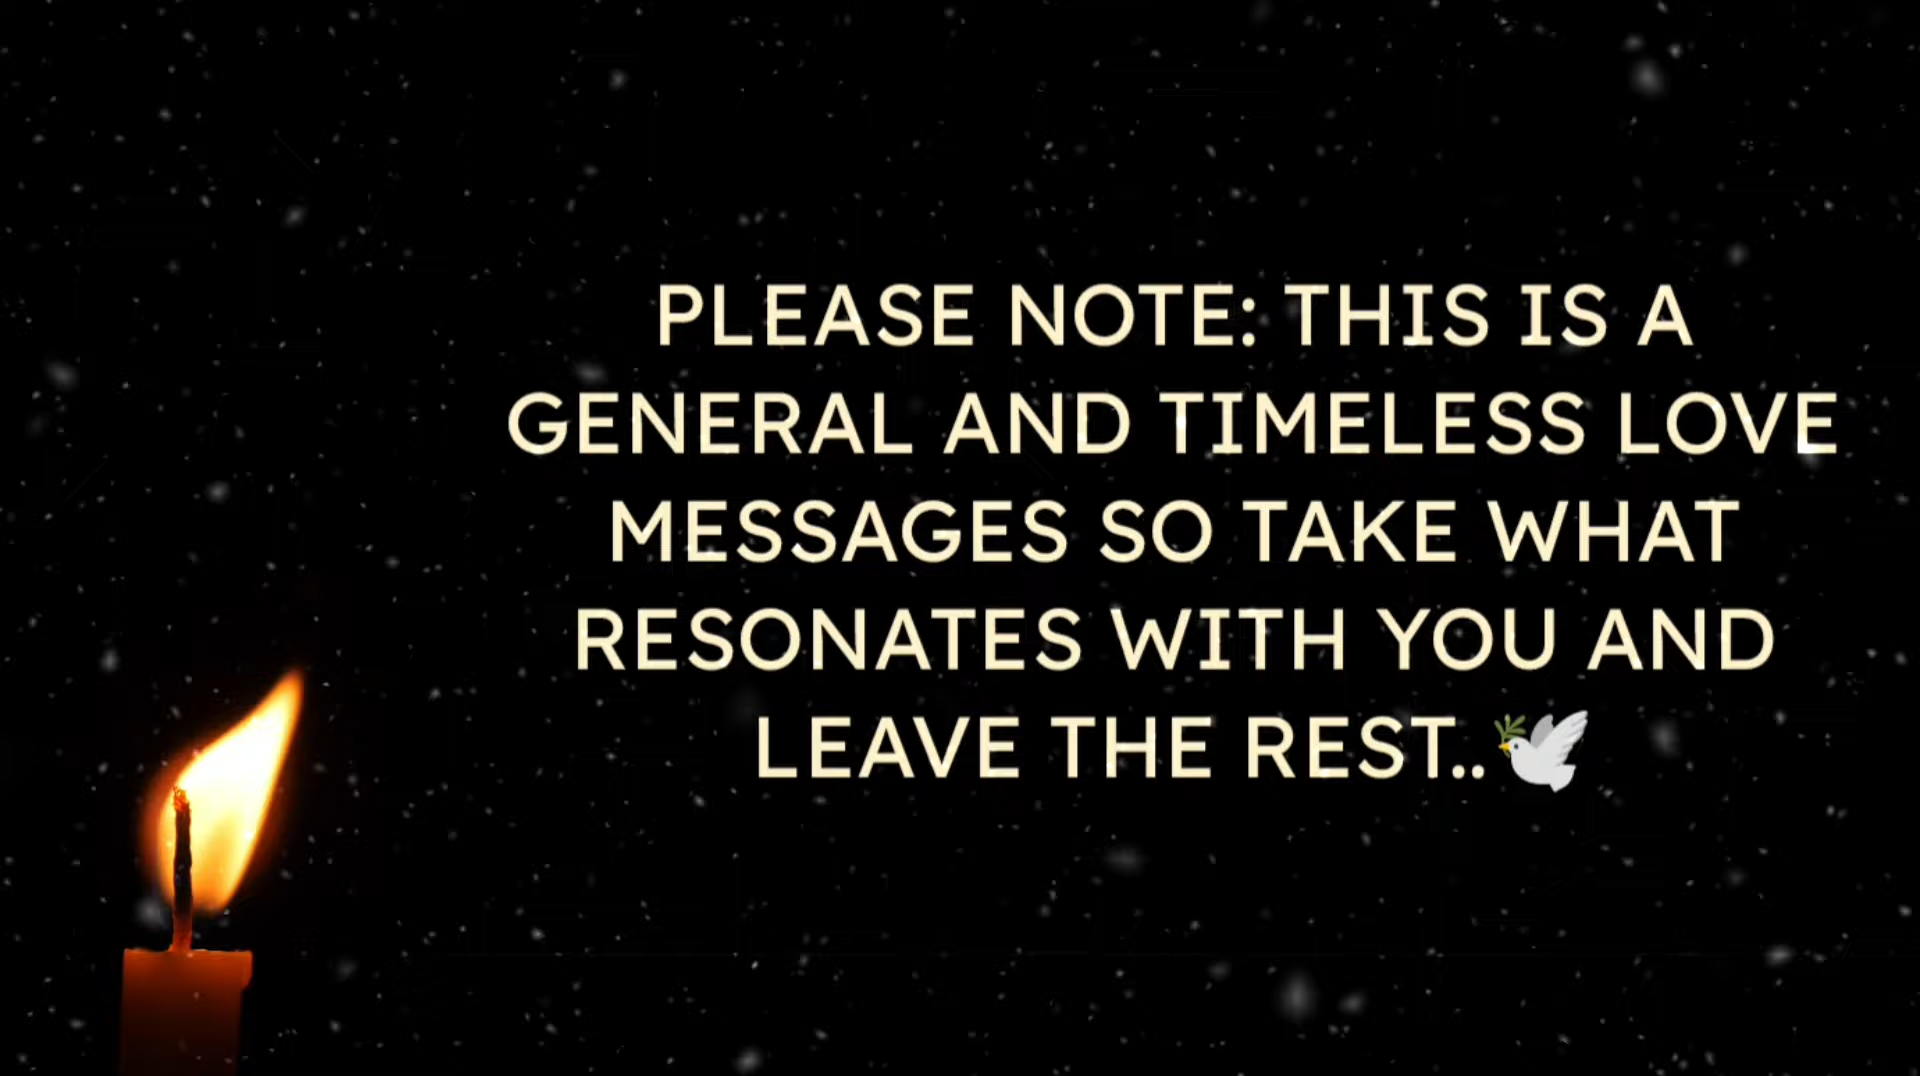 PLEASE NOTE: THIS IS A
GENERAL AND TIMELESS LOVE
MESSAGES SO TAKE WHAT
RESONATES WITH YOU AND
LEAVE THE REST..🕊️